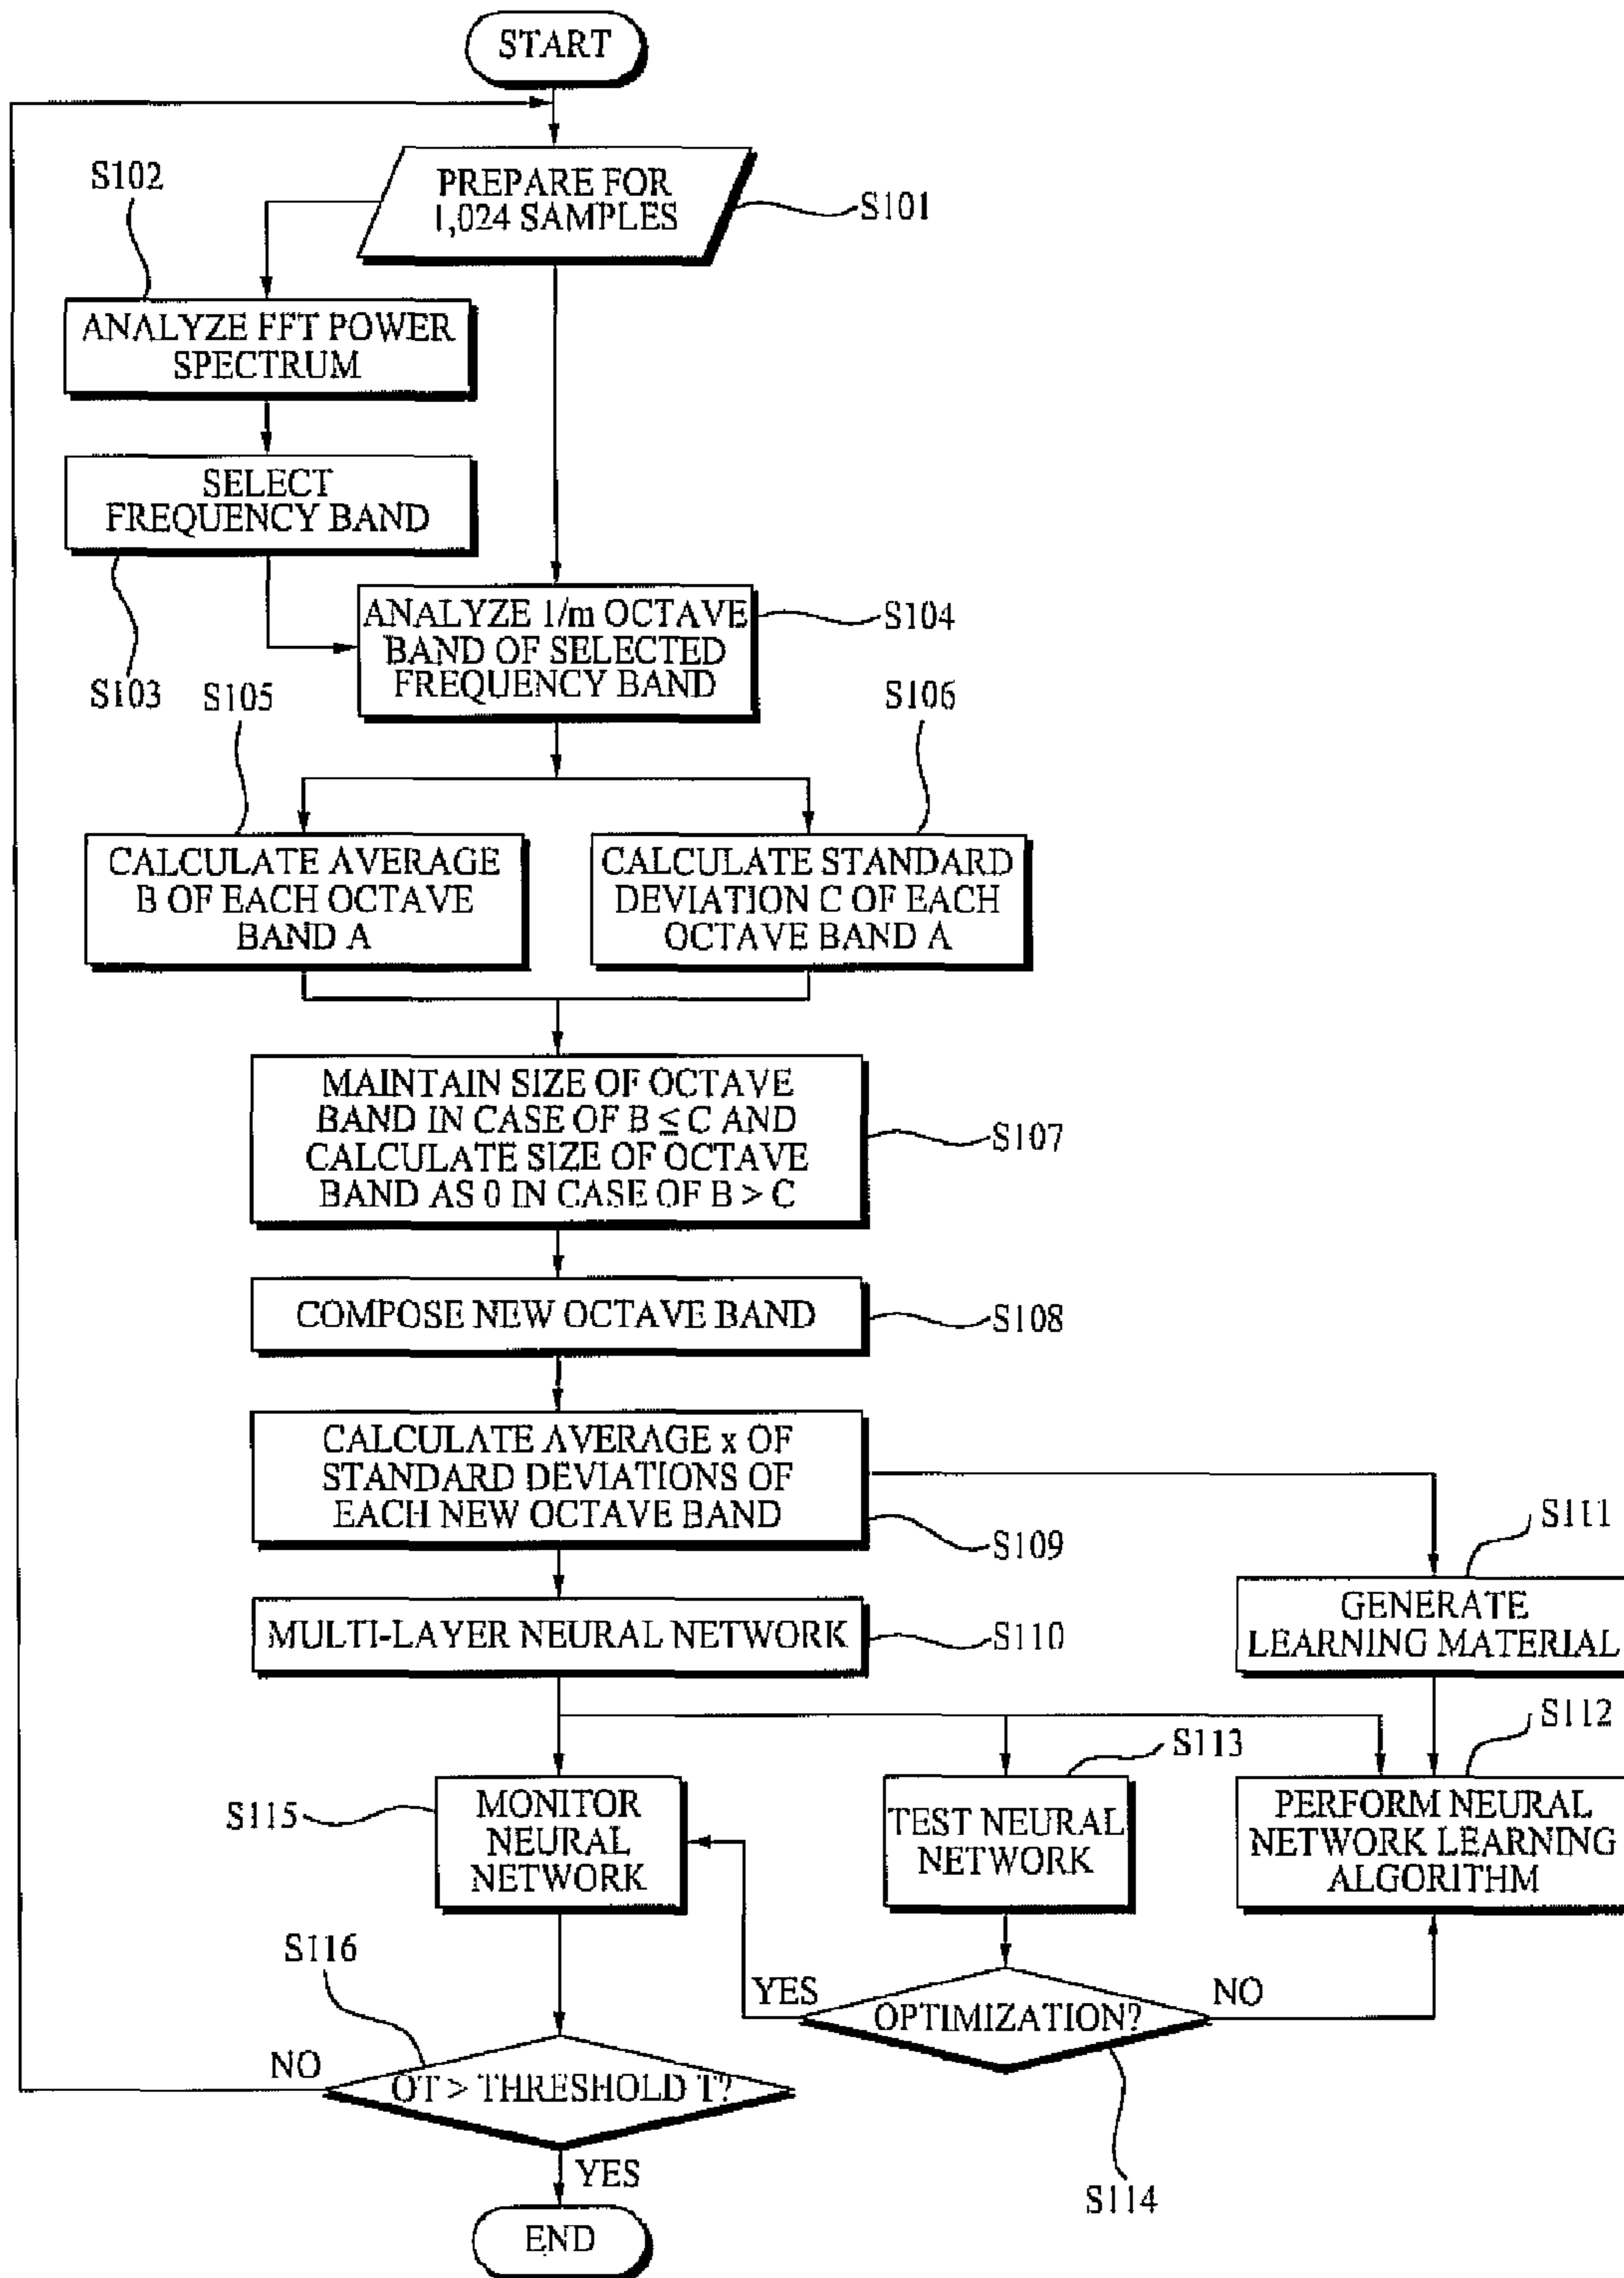 START
PREPARE FOR
1,024 SAMPLES
S101
S102
ANALYZE FFT POWER
SPECTRUM
SELECT
FREQUENCY BAND
S103
ANALYZE 1/m OCTAVE
BAND OF SELECTED
FREQUENCY BAND
S104
S105
S106
CALCULATE AVERAGE
B OF EACH OCTAVE
BAND A
CALCULATE STANDARD
DEVIATION C OF EACH
OCTAVE BAND A
MAINTAIN SIZE OF OCTAVE
BAND IN CASE OF B ≤ C AND
CALCULATE SIZE OF OCTAVE
BAND AS 0 IN CASE OF B > C
S107
COMPOSE NEW OCTAVE BAND
S108
CALCULATE AVERAGE x OF
STANDARD DEVIATIONS OF
EACH NEW OCTAVE BAND
S109
MULTI-LAYER NEURAL NETWORK
S110
S111
GENERATE
LEARNING MATERIAL
S112
PERFORM NEURAL
NETWORK LEARNING
ALGORITHM
S113
TEST NEURAL
NETWORK
S115
MONITOR
NEURAL
NETWORK
YES
OPTIMIZATION?
NO
S114
S116
NO
OT > THRESHOLD T?
YES
END